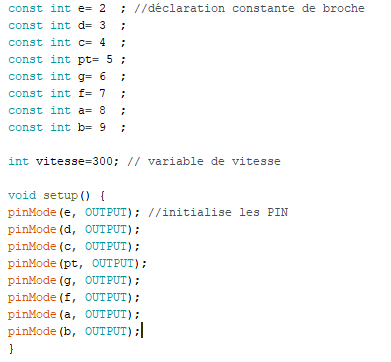 const int e= 2  ; //déclaration constante de broche
const int d= 3  ;
const int c= 4  ;
const int pt= 5 ;
const int g= 6  ;
const int f= 7  ;
const int a= 8  ;
const int b= 9  ;
int vitesse=300; // variable de vitesse
void setup() {
pinMode(e, OUTPUT); //initialise les PIN
pinMode(d, OUTPUT);
pinMode(c, OUTPUT);
pinMode(pt, OUTPUT);
pinMode(g, OUTPUT);
pinMode(f, OUTPUT);
pinMode(a, OUTPUT);
pinMode(b, OUTPUT);
}